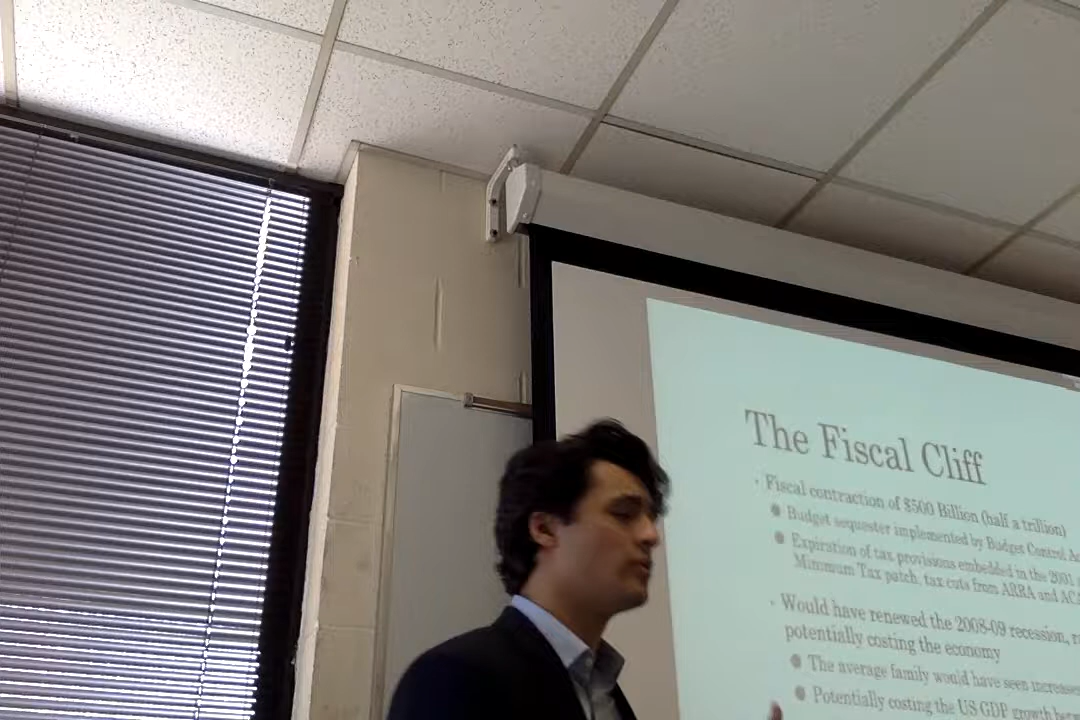 The Fiscal Cliff
Fiscal contraction of $500 Billion (half a trillion)
Budget sequester implemented by Budget Control
Expiration of tax provisions embedded in the 2001
Minimum Tax patch, tax cuts from ARRA and
Would have renewed the 2008-09 recession,
potentially costing the economy
The average family would have seen
Potentially costing the US GDP growth